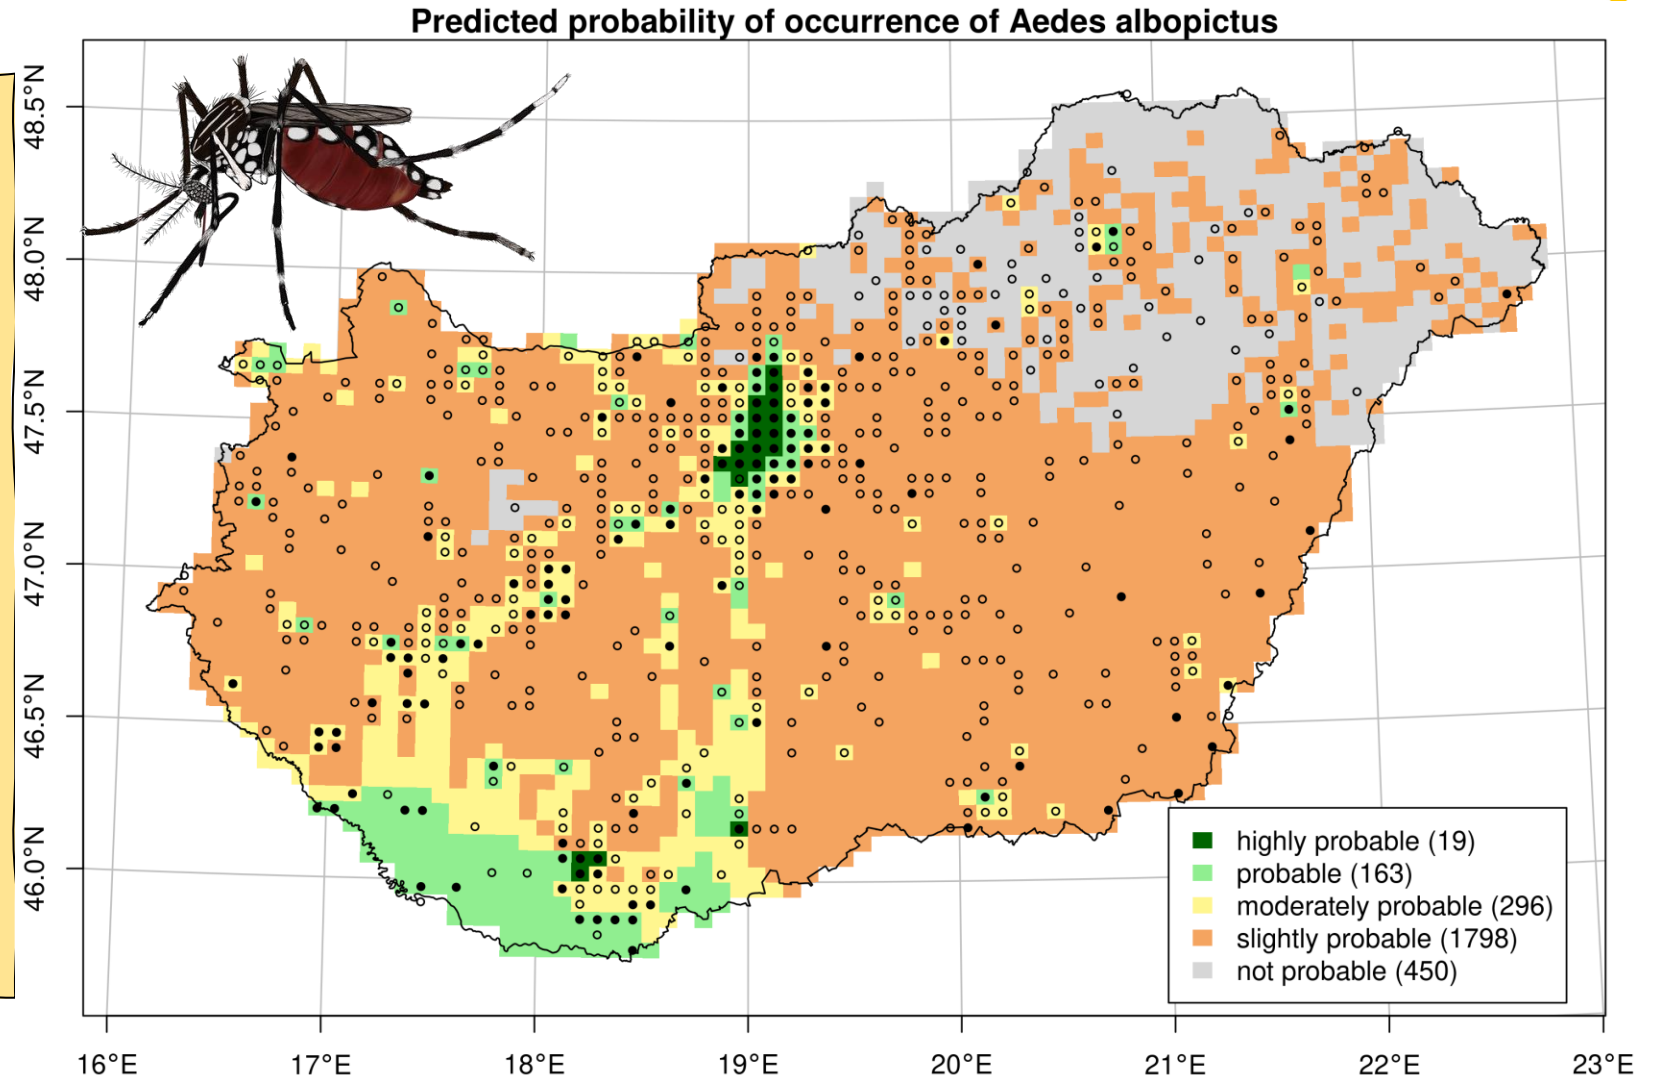 Predicted probability of occurrence of Aedes albopictus
48.5°N
48.0°N
47.5°N
47.0°N
46.5°N
46.0°N
highly probable (19)
probable (163)
moderately probable (296)
slightly probable (1798)
not probable (450)
16°E 17°E 18°E 19°E 20°E 21°E 22°E 23°E